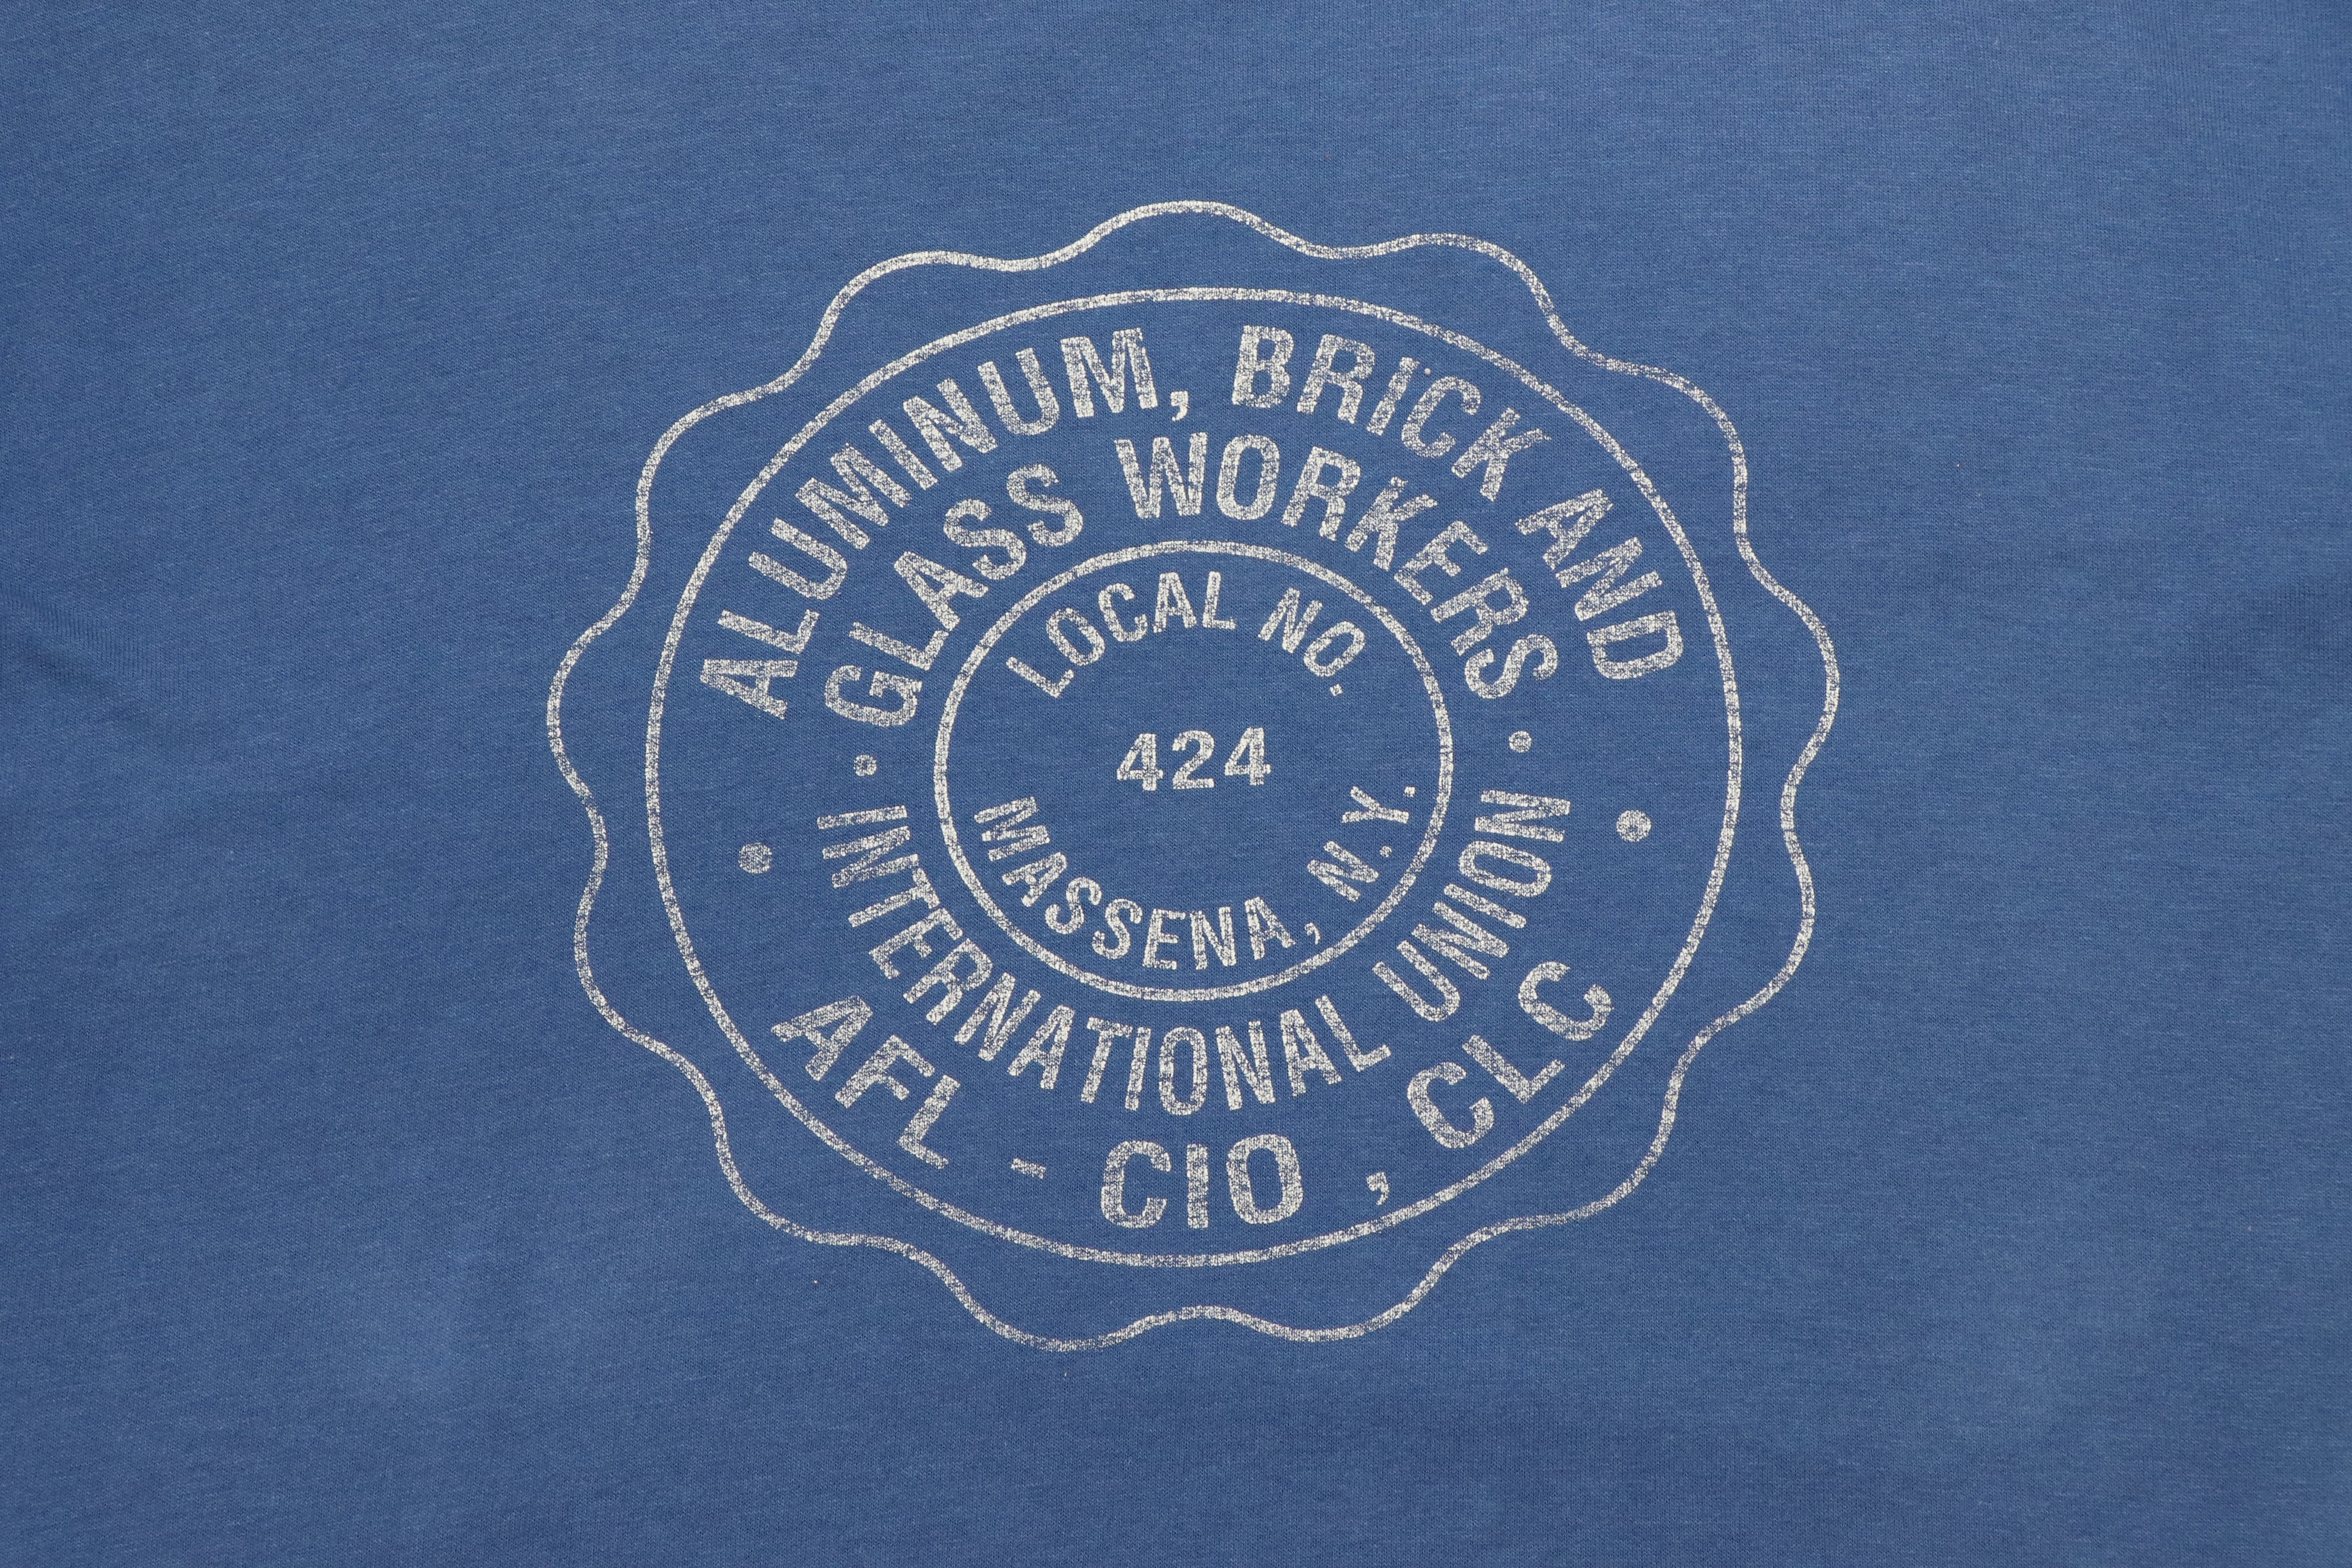 ALUMINUM, BRICK AND
GLASS WORKERS
LOCAL NO.
424
MASSENA, N.Y.
INTERNATIONAL UNION
AFL - CIO , CLC